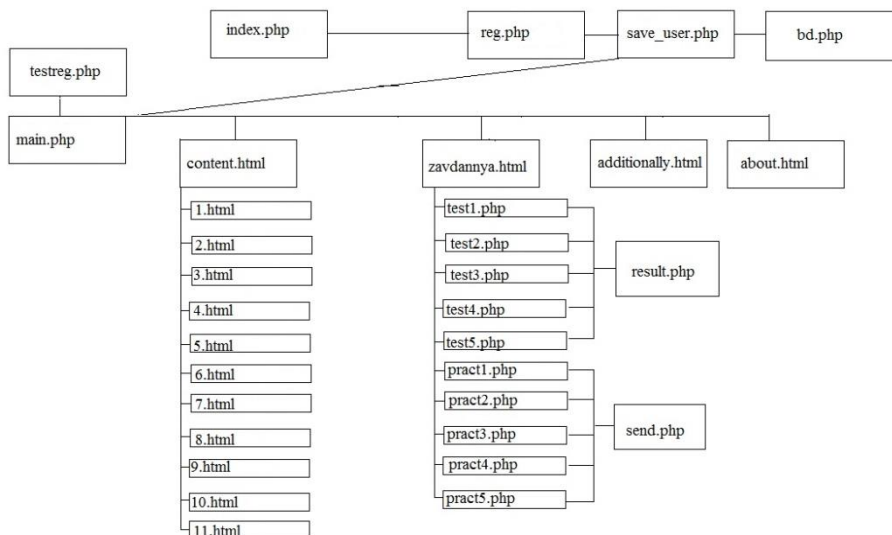 index.php
reg.php
save_user.php
bd.php
testreg.php
main.php
content.html
zavdannya.html
additionally.html
about.html
1.html
2.html
3.html
4.html
5.html
6.html
7.html
8.html
9.html
10.html
11.html
test1.php
test2.php
test3.php
test4.php
test5.php
pract1.php
pract2.php
pract3.php
pract4.php
pract5.php
result.php
send.php